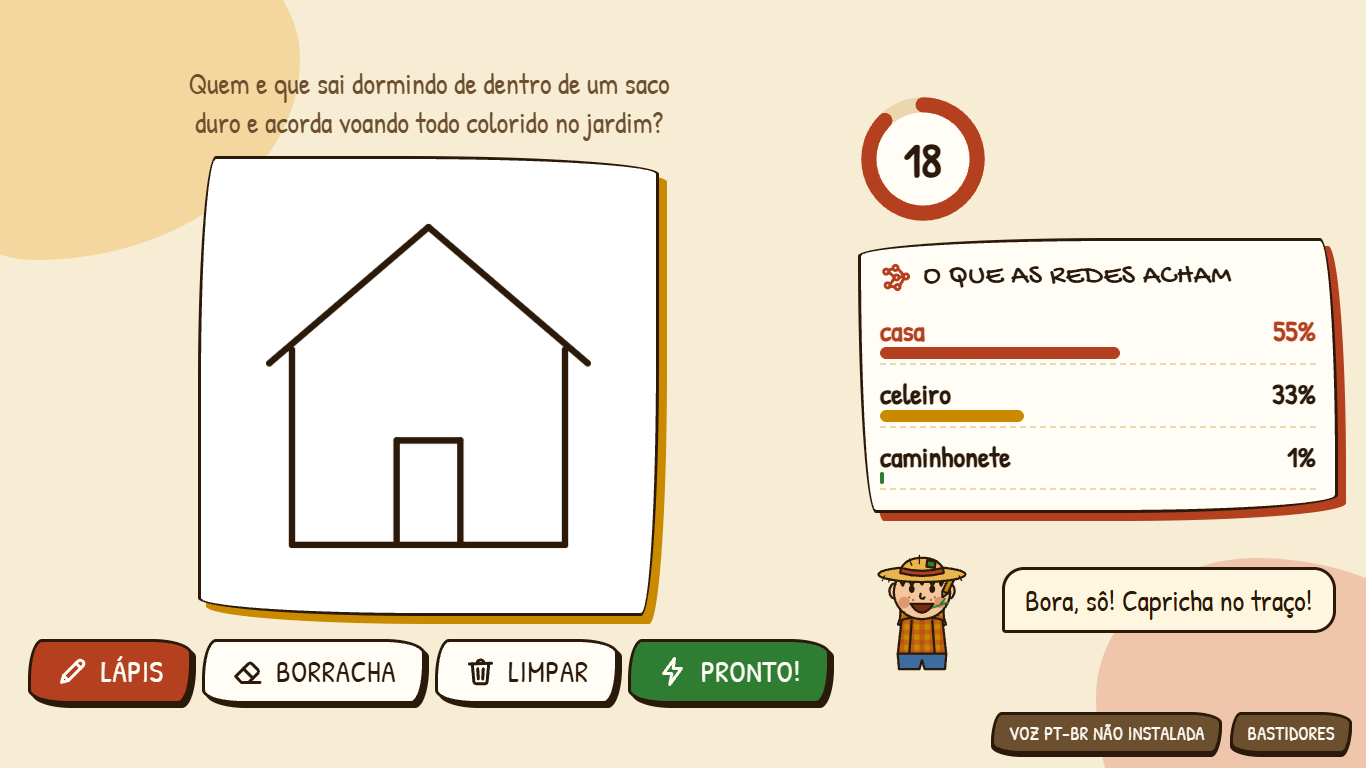 Quem e que sai dormindo de dentro de um saco
duro e acorda voando todo colorido no jardim?
18
O QUE AS REDES ACHAM
casa 55%
celeiro 33%
caminhonete 1%
Bora, sô! Capricha no traço!
LÁPIS
BORRACHA
LIMPAR
PRONTO!
VOZ PT-BR NÃO INSTALADA
BASTIDORES